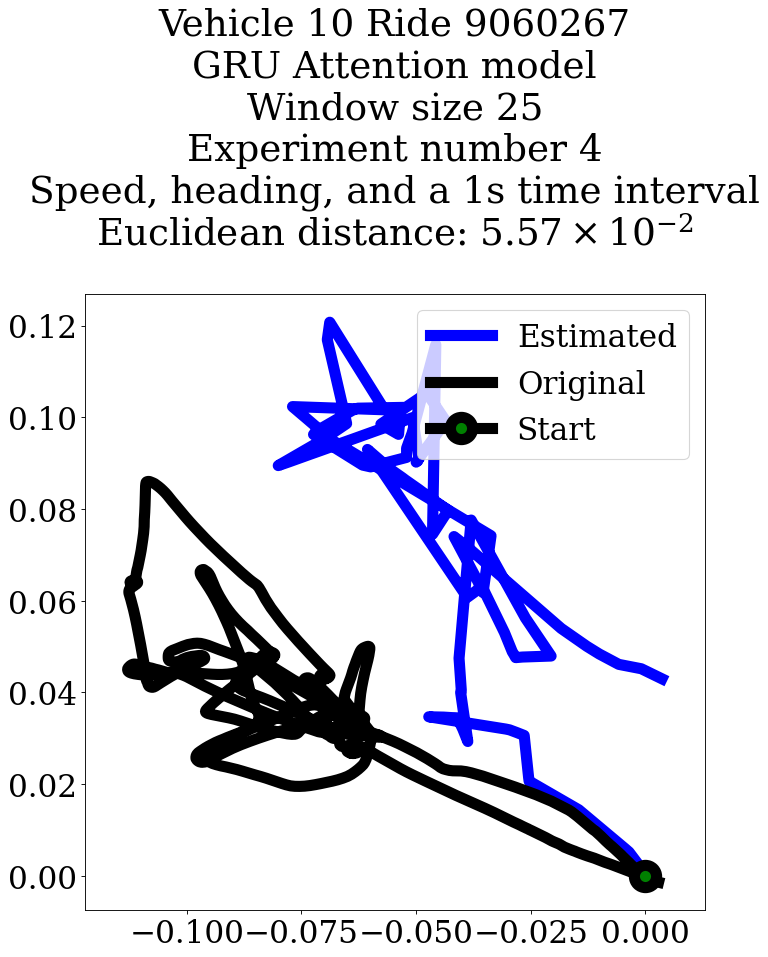 Vehicle 10 Ride 9060267
GRU Attention model
Window size 25
Experiment number 4
Speed, heading, and a 1s time interval
Euclidean distance: 5.57 × 10⁻²
Estimated
Original
Start
0.12
0.10
0.08
0.06
0.04
0.02
0.00
−0.100 −0.075 −0.050 −0.025 0.000